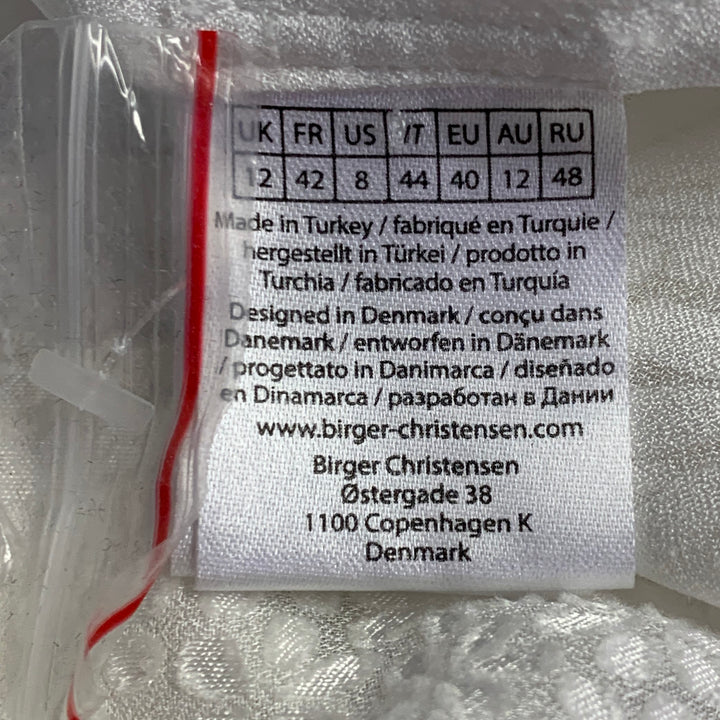 UK FR US IT EU AU RU
12 42 8 44 40 12 48
Made in Turkey / fabriqué en Turquie /
hergestellt in Türkei / prodotto in
Turchia / fabricado en Turquía
Designed in Denmark / conçu dans
Danemark / entworfen in Dänemark
/ progettato in Danimarca / diseñado
en Dinamarca / разработан в Дании
www.birger-christensen.com
Birger Christensen
Østergade 38
1100 Copenhagen K
Denmark